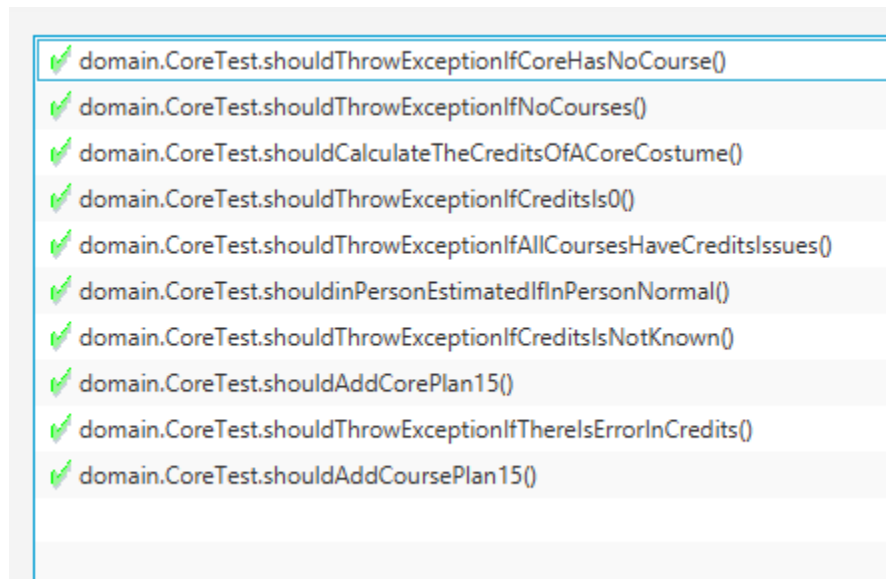 domain.CoreTest.shouldThrowExceptionIfCoreHasNoCourse()
domain.CoreTest.shouldThrowExceptionIfNoCourses()
domain.CoreTest.shouldCalculateTheCreditsOfACoreCostume()
domain.CoreTest.shouldThrowExceptionIfCreditsIs0()
domain.CoreTest.shouldThrowExceptionIfAllCoursesHaveCreditsIssues()
domain.CoreTest.shouldinPersonEstimatedIfInPersonNormal()
domain.CoreTest.shouldThrowExceptionIfCreditsIsNotKnown()
domain.CoreTest.shouldAddCorePlan15()
domain.CoreTest.shouldThrowExceptionIfThereIsErrorInCredits()
domain.CoreTest.shouldAddCoursePlan15()